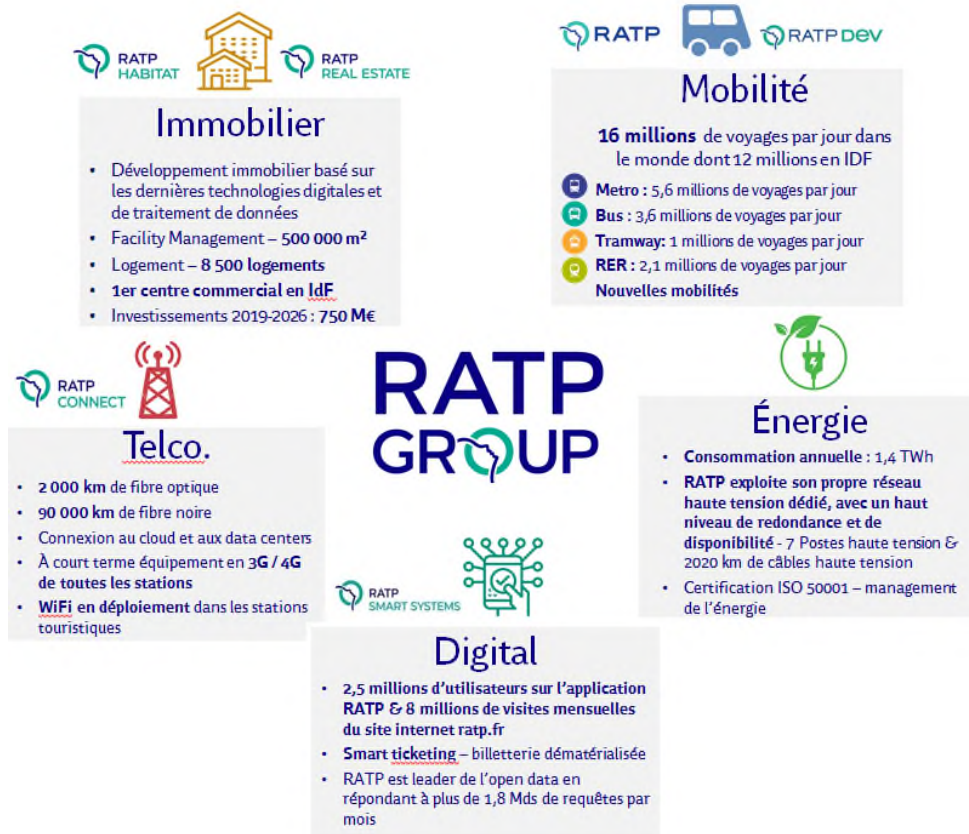 RATP
HABITAT
RATP
REAL ESTATE
Immobilier
• Développement immobilier basé sur
les dernières technologies digitales et
de traitement de données
• Facility Management – 500 000 m²
• Logement – 8 500 logements
• 1er centre commercial en IdF
• Investissements 2019-2026 : 750 M€
RATP
RATP DEV
Mobilité
16 millions de voyages par jour dans
le monde dont 12 millions en IDF
Metro : 5,6 millions de voyages par jour
Bus : 3,6 millions de voyages par jour
Tramway: 1 millions de voyages par jour
RER : 2,1 millions de voyages par jour
Nouvelles mobilités
RATP
CONNECT
Telco.
• 2 000 km de fibre optique
• 90 000 km de fibre noire
• Connexion au cloud et aux data centers
• À court terme équipement en 3G / 4G
de toutes les stations
• WiFi en déploiement dans les stations
touristiques
RATP
GROUP
Énergie
• Consommation annuelle : 1,4 TWh
• RATP exploite son propre réseau
haute tension dédié, avec un haut
niveau de redondance et de
disponibilité - 7 Postes haute tension &
2020 km de câbles haute tension
• Certification ISO 50001 – management
de l'énergie
RATP
SMART SYSTEMS
Digital
• 2,5 millions d'utilisateurs sur l'application
RATP & 8 millions de visites mensuelles
du site internet ratp.fr
• Smart ticketing – billetterie dématérialisée
• RATP est leader de l'open data en
répondant à plus de 1,8 Mds de requêtes par
mois